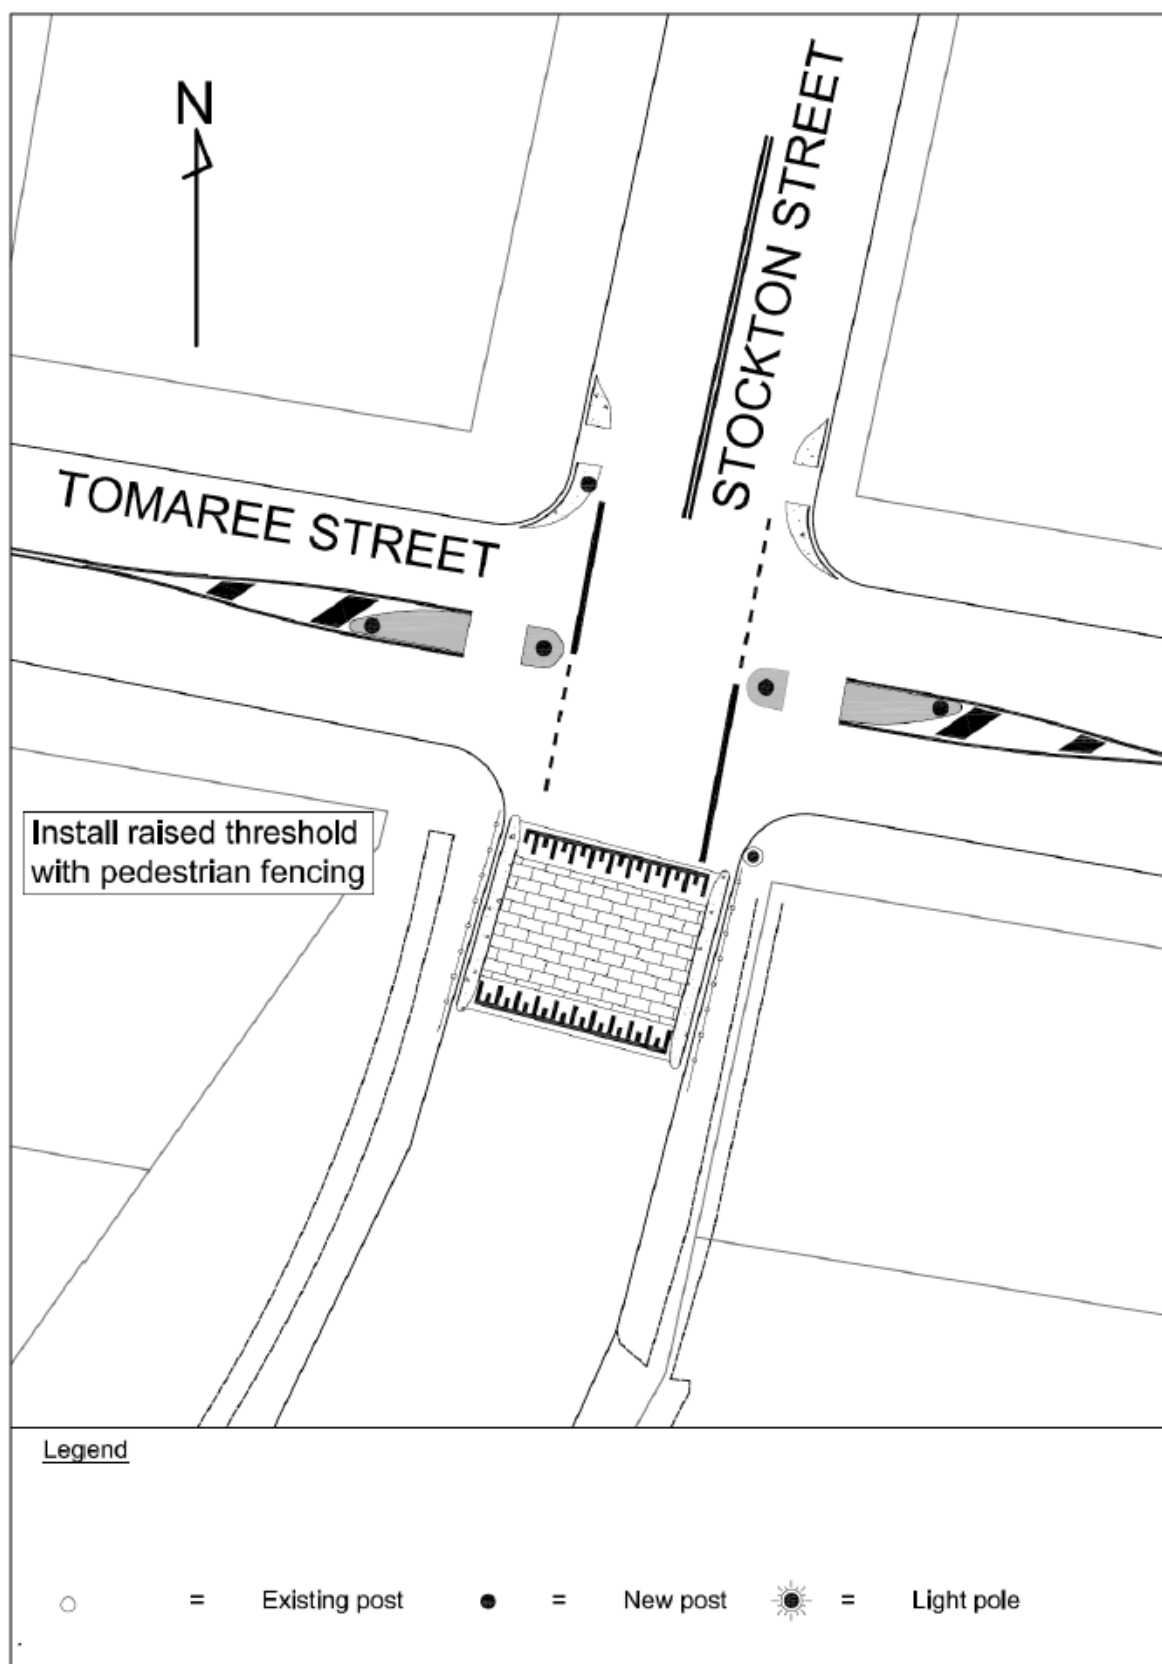 N
STOCKTON STREET
TOMAREE STREET
Install raised threshold
with pedestrian fencing
Legend
= Existing post = New post = Light pole